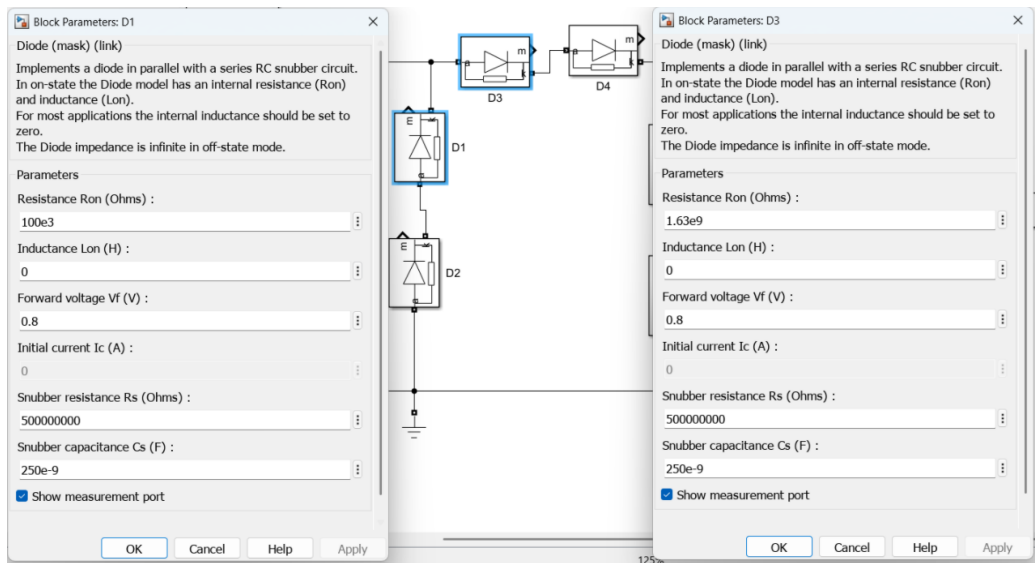 Block Parameters: D1
Diode (mask) (link)
Implements a diode in parallel with a series RC snubber circuit.
In on-state the Diode model has an internal resistance (Ron)
and inductance (Lon).
For most applications the internal inductance should be set to
zero.
The Diode impedance is infinite in off-state mode.
Parameters
Resistance Ron (Ohms) :
100e3
Inductance Lon (H) :
0
Forward voltage Vf (V) :
0.8
Initial current Ic (A) :
0
Snubber resistance Rs (Ohms) :
500000000
Snubber capacitance Cs (F) :
250e-9
Show measurement port
OK Cancel Help Apply
a m k
D3
a m k
D4
m k a
D1
m k a
D2
125%
Block Parameters: D3
Diode (mask) (link)
Implements a diode in parallel with a series RC snubber circuit.
In on-state the Diode model has an internal resistance (Ron)
and inductance (Lon).
For most applications the internal inductance should be set to
zero.
The Diode impedance is infinite in off-state mode.
Parameters
Resistance Ron (Ohms) :
1.63e9
Inductance Lon (H) :
0
Forward voltage Vf (V) :
0.8
Initial current Ic (A) :
0
Snubber resistance Rs (Ohms) :
500000000
Snubber capacitance Cs (F) :
250e-9
Show measurement port
OK Cancel Help Apply